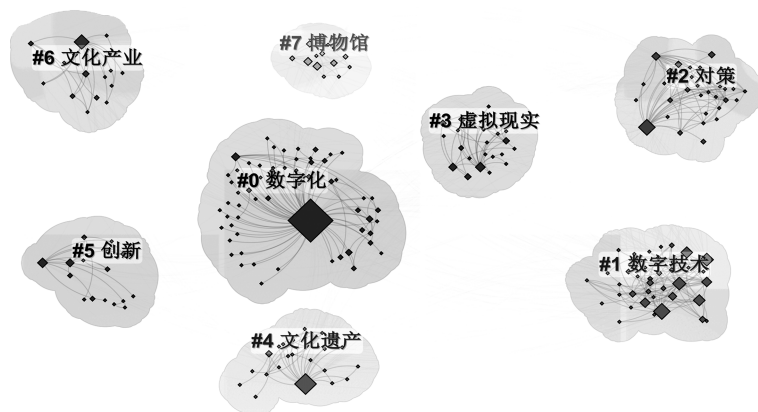 #7 博物馆
#6 文化产业
#2 对策
#3 虚拟现实
#0 数字化
#5 创新
#1 数字技术
#4 文化遗产